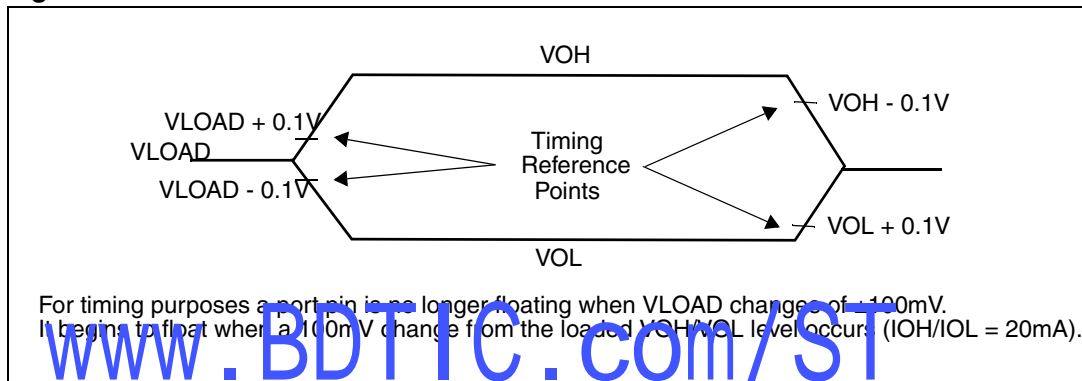 VOH
VOH - 0.1V
VLOAD + 0.1V
Timing
VLOAD
Reference
VLOAD - 0.1V
Points
VOL + 0.1V
VOL
For timing purposes a port pin is no longer floating when VLOAD changes of ±100mV.
It begins to float when a 100mV change from the loaded VOH/VOL level occurs (IOH/IOL = 20mA).
www.BDTIC.com/ST